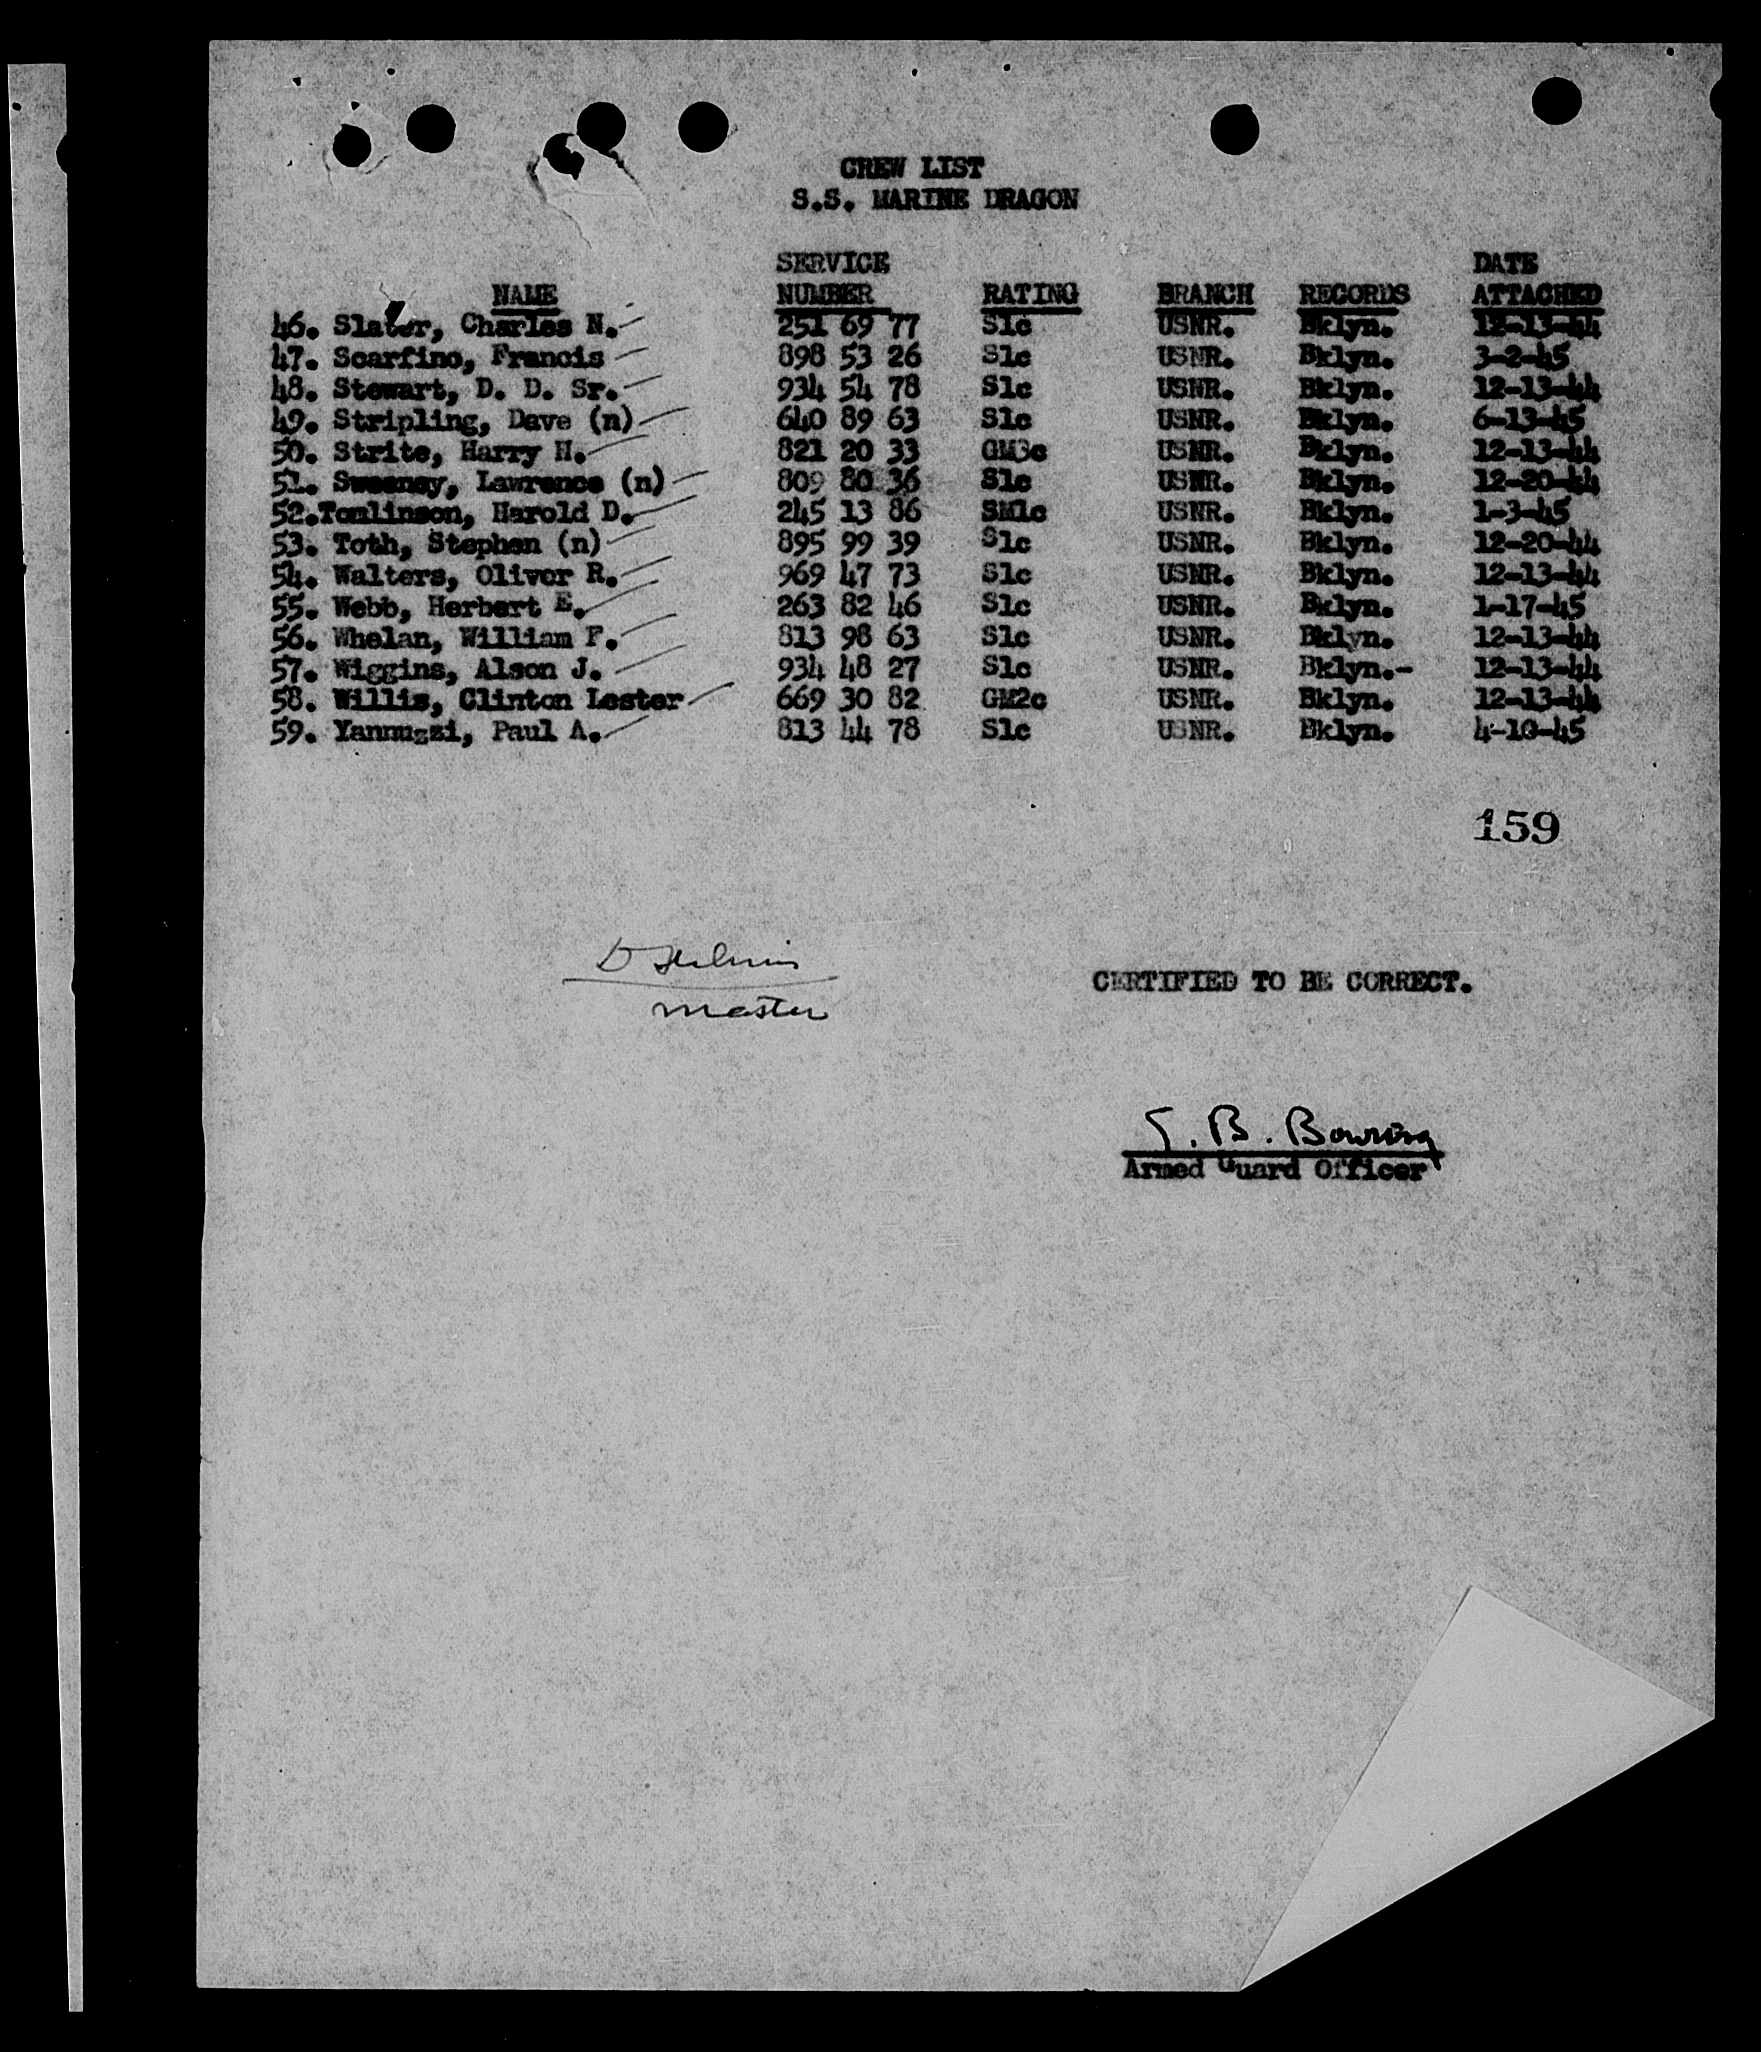 CREW LIST
S.S. MARINE DRAGON
SERVICE DATE
NAME NUMBER RATING BRANCH RECORDS ATTACHED
46. Slater, Charles N. 251 69 77 S1c USNR. Bklyn. 12-13-44
47. Scarfino, Francis 898 53 26 S1c USNR. Bklyn. 3-2-45
48. Stewart, D. D. Sr. 934 54 78 S1c USNR. Bklyn. 12-13-44
49. Stripling, Dave (n) 640 89 63 S1c USNR. Bklyn. 6-13-45
50. Strite, Harry H. 821 20 33 GM3c USNR. Bklyn. 12-13-44
51. Sweeney, Lawrence (n) 809 80 36 S1c USNR. Bklyn. 12-20-44
52.Tomlinson, Harold D. 245 13 86 SM1c USNR. Bklyn. 1-3-45
53. Toth, Stephen (n) 895 99 39 S1c USNR. Bklyn. 12-20-44
54. Walters, Oliver R. 969 47 73 S1c USNR. Bklyn. 12-13-44
55. Webb, Herbert E. 263 82 46 S1c USNR. Bklyn. 1-17-45
56. Whelan, William F. 813 98 63 S1c USNR. Bklyn. 12-13-44
57. Wiggins, Alson J. 934 48 27 S1c USNR. Bklyn.- 12-13-44
58. Willis, Clinton Lester 669 30 82 GM2c USNR. Bklyn. 12-13-44
59. Yannuzzi, Paul A. 813 44 78 S1c USNR. Bklyn. 4-10-45
159
master
CERTIFIED TO BE CORRECT.
B. Bowring
Armed Guard Officer